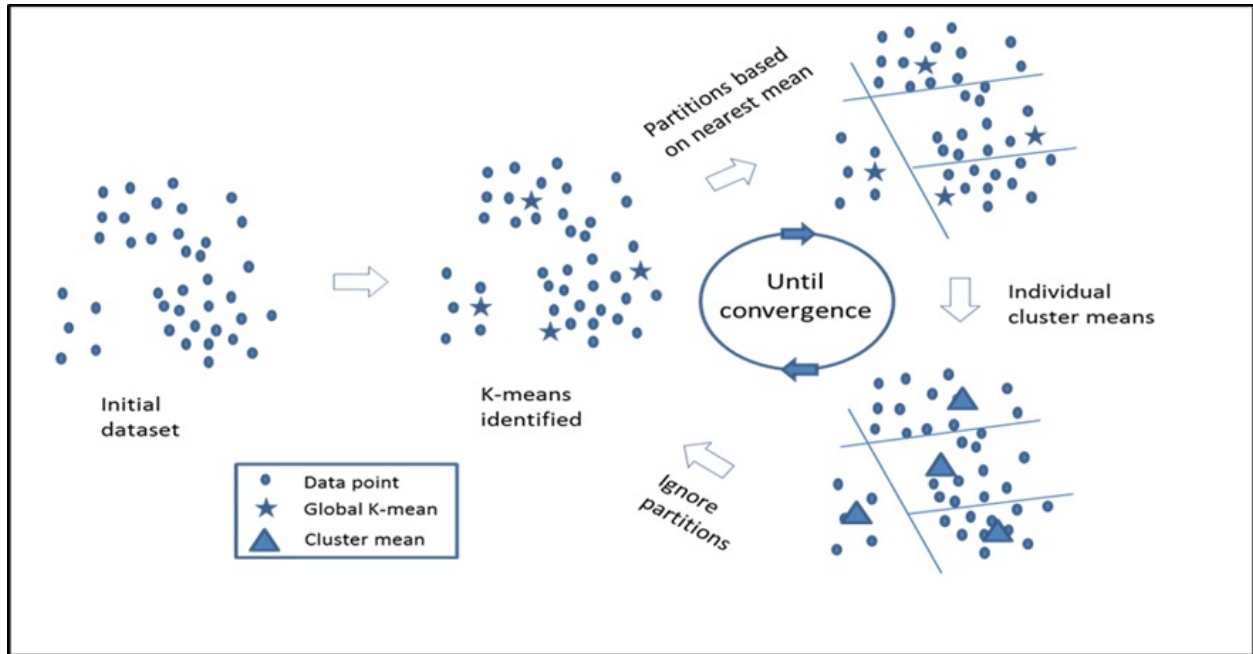 Initial
dataset
K-means
identified
Partitions based
on nearest mean
Until
convergence
Individual
cluster means
Ignore
partitions
Data point
Global K-mean
Cluster mean